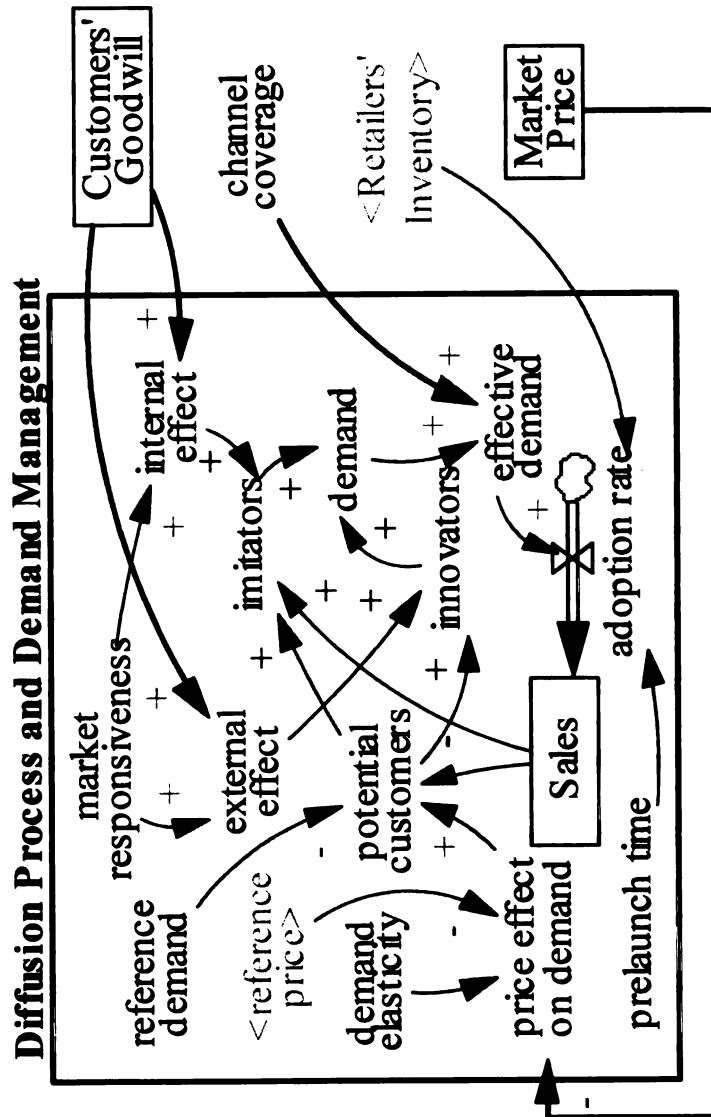 Diffusion Process and Demand Management
Customers'
Goodwill
market
responsiveness
internal
effect
+
+
+
channel
coverage
reference
demand
external
effect
+
+
imitators
+
+
demand
+
+
<reference
price>
-
potential
customers
+
+
+
innovators
+
+
+
effective
demand
<Retailers'
Inventory>
demand
elasticity
-
+
-
price effect
on demand
Sales
+
adoption rate
Market
Price
prelaunch time
-